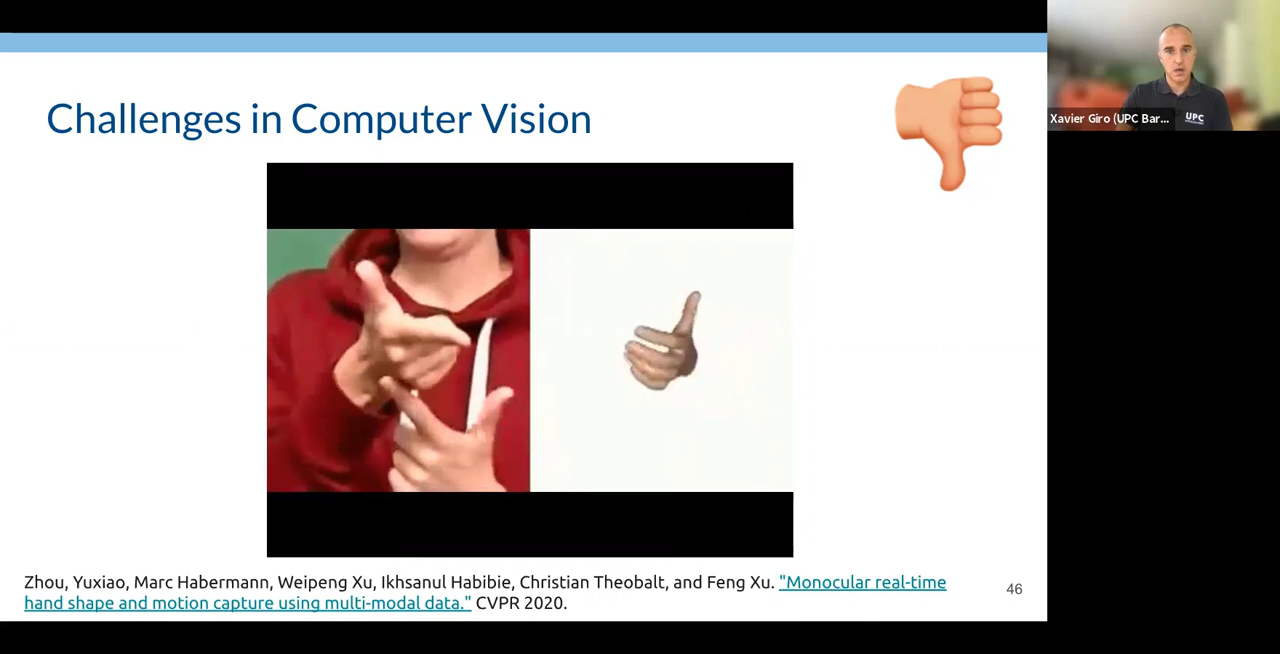 Challenges in Computer Vision
Xavier Giro (UPC Bar...
UPC
Zhou, Yuxiao, Marc Habermann, Weipeng Xu, Ikhsanul Habibie, Christian Theobalt, and Feng Xu. "Monocular real-time
hand shape and motion capture using multi-modal data." CVPR 2020.
46